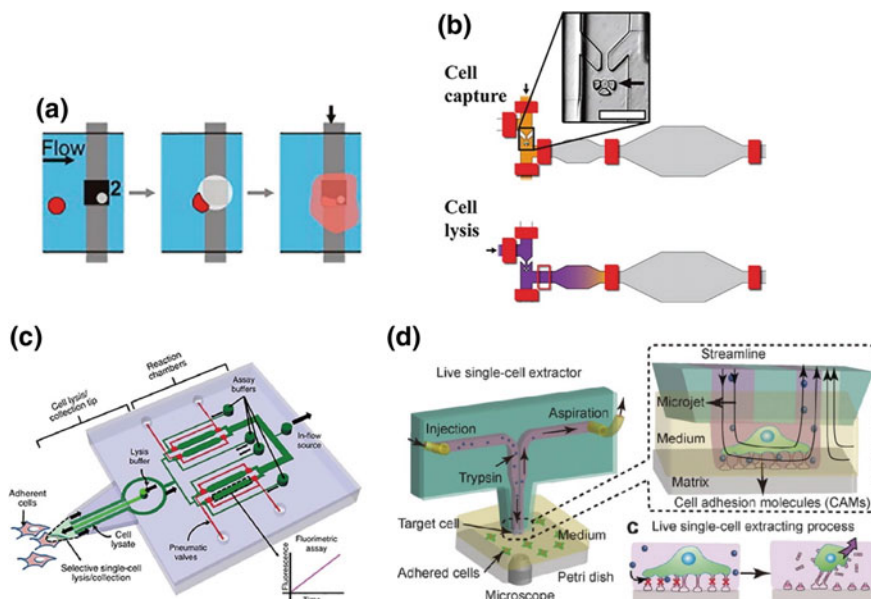 (a)
Flow
2
(b)
Cell
capture
Cell
lysis
(c)
Cell lysis/
collection tip
Reaction
chambers
Assay
buffers
In-flow
source
Lysis
buffer
Adherent
cells
Cell
lysate
Selective single-cell
lysis/collection
Pneumatic
valves
Fluorescence
Fluorimetric
assay
Time
(d)
Live single-cell extractor
Injection
Aspiration
Trypsin
Target cell
Medium
Adhered cells
Petri dish
Microscope
Streamline
Microjet
Medium
Matrix
Cell adhesion molecules (CAMs)
c Live single-cell extracting process